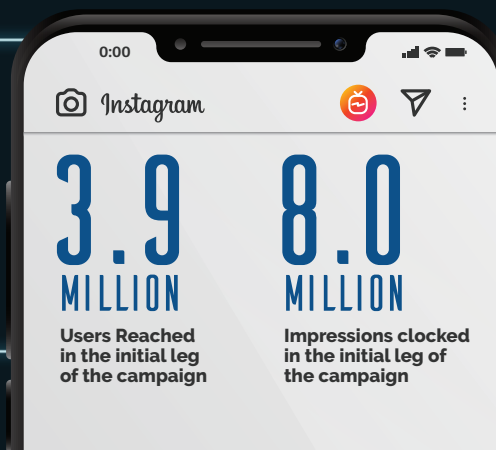 0:00
Instagram
3.9
MILLION
Users Reached
in the initial leg
of the campaign
8.0
MILLION
Impressions clocked
in the initial leg of
the campaign